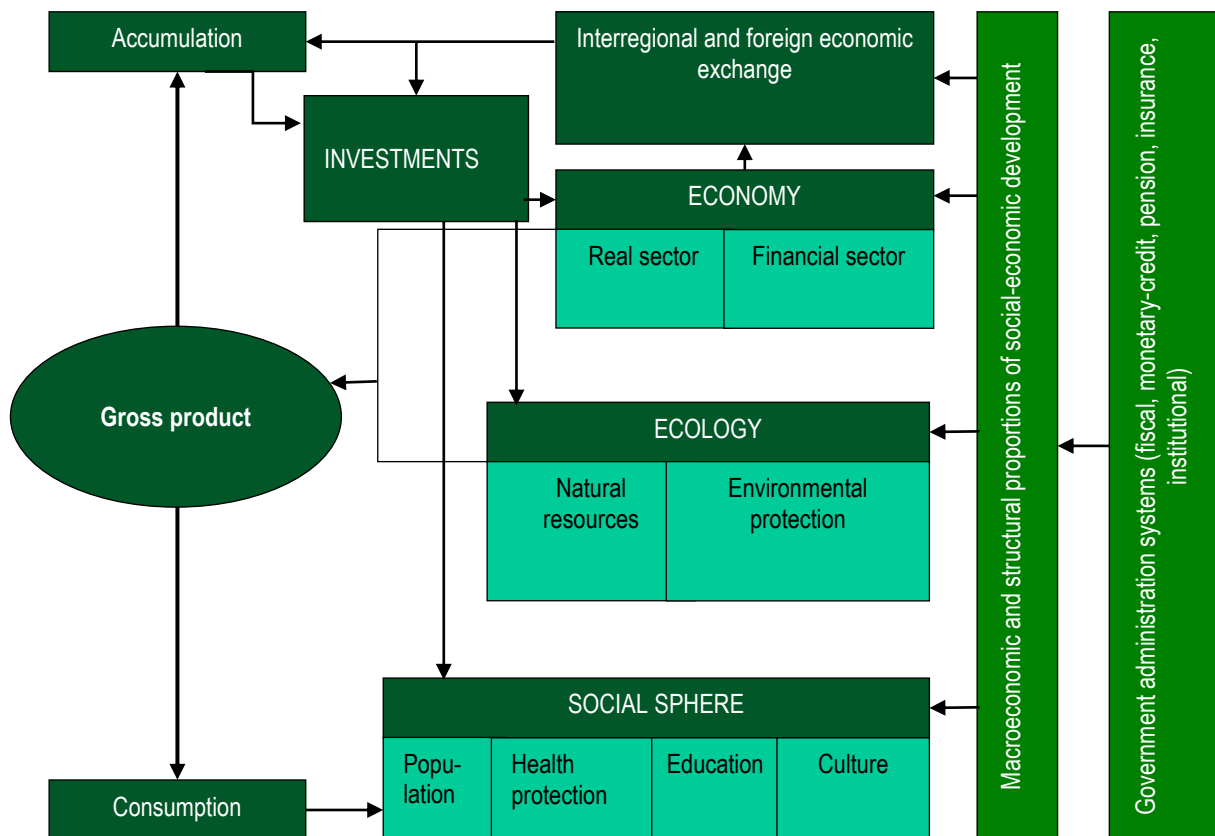 Accumulation
Interregional and foreign economic
exchange
INVESTMENTS
ECONOMY
Real sector
Financial sector
Gross product
ECOLOGY
Natural
resources
Environmental
protection
SOCIAL SPHERE
Popu-
lation
Health
protection
Education
Culture
Consumption
Macroeconomic and structural proportions of social-economic development
Government administration systems (fiscal, monetary-credit, pension, insurance,
institutional)